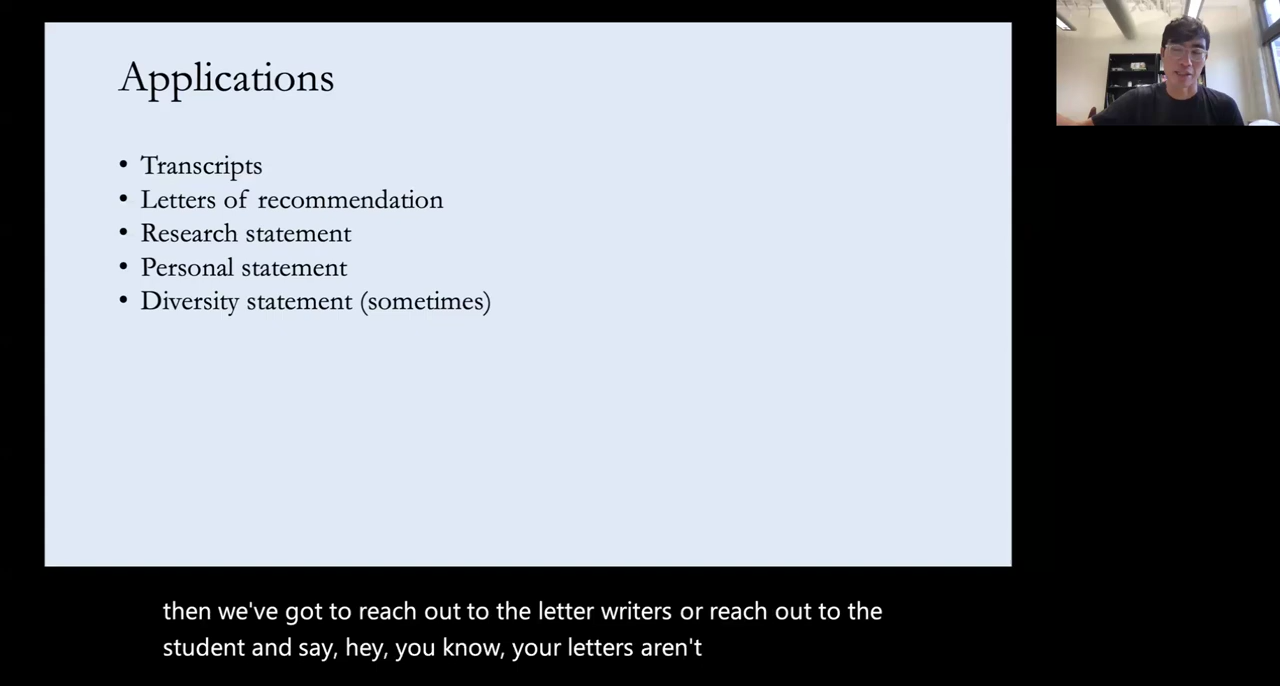 Applications
• Transcripts
• Letters of recommendation
• Research statement
• Personal statement
• Diversity statement (sometimes)
then we've got to reach out to the letter writers or reach out to the
student and say, hey, you know, your letters aren't